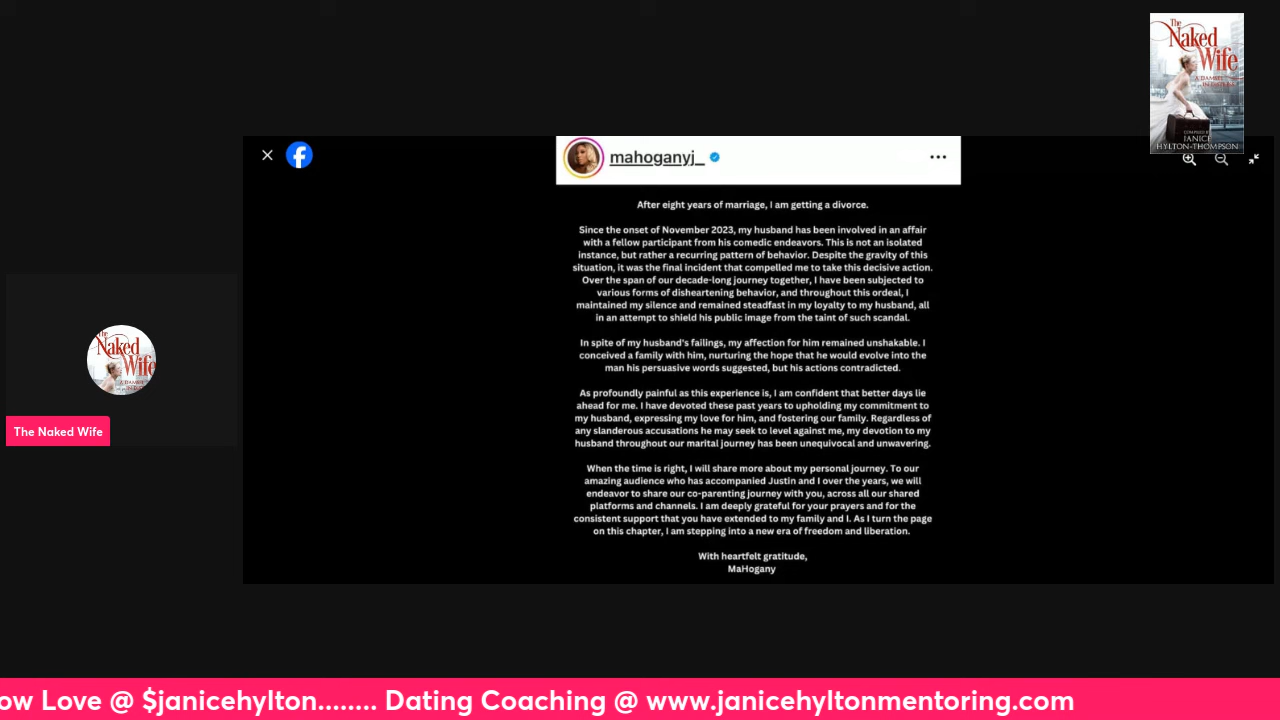 The
Naked
Wife
A DAMSEL
JANICE
HYLTON-THOMPSON
mahoganyj_
After eight years of marriage, I am getting a divorce.
Since the onset of November 2023, my husband has been involved in an affair
with a fellow participant from his comedic endeavors. This is not an isolated
instance, but rather a recurring pattern of behavior. Despite the gravity of this
situation, it was the final incident that compelled me to take this decisive action.
Over the span of our decade-long journey together, I have been subjected to
various forms of disheartening behavior, and throughout this ordeal, I
maintained my silence and remained steadfast in my loyalty to my husband, all
in an attempt to shield his public image from the taint of such scandal.
In spite of my husband's failings, my affection for him remained unshakable. I
conceived a family with him, nurturing the hope that he would evolve into the
man his persuasive words suggested, but his actions contradicted.
As profoundly painful as this experience is, I am confident that better days lie
ahead for me. I have devoted these past years to upholding my commitment to
my husband, expressing my love for him, and fostering our family. Regardless of
any slanderous accusations he may seek to level against me, my devotion to my
husband throughout our marital journey has been unequivocal and unwavering.
When the time is right, I will share more about my personal journey. To our
amazing audience who has accompanied Justin and I over the years, we will
endeavor to share our co-parenting journey with you, across all our shared
platforms and channels. I am deeply grateful for your prayers and for the
consistent support that you have extended to my family and I. As I turn the page
on this chapter, I am stepping into a new era of freedom and liberation.
With heartfelt gratitude,
MaHogany
The
Naked
Wife
The Naked Wife
ow Love @ $janicehylton........ Dating Coaching @ www.janicehyltonmentoring.com